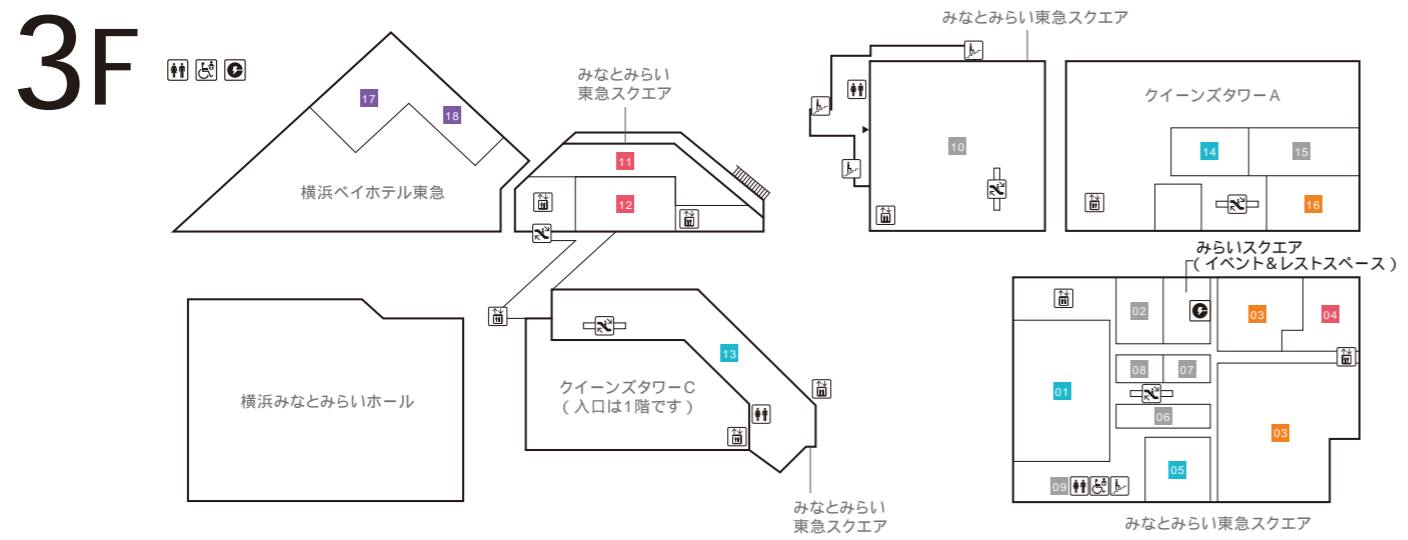 3F
みなとみらい東急スクエア
みなとみらい
東急スクエア
クイーンズタワーA
17
18
11
12
10
14
15
16
横浜ベイホテル東急
みらいスクエア
(イベント&レストスペース)
02
03
04
13
08
07
01
06
クイーンズタワーC
(入口は1階です)
横浜みなとみらいホール
03
05
09
みなとみらい
東急スクエア
みなとみらい東急スクエア